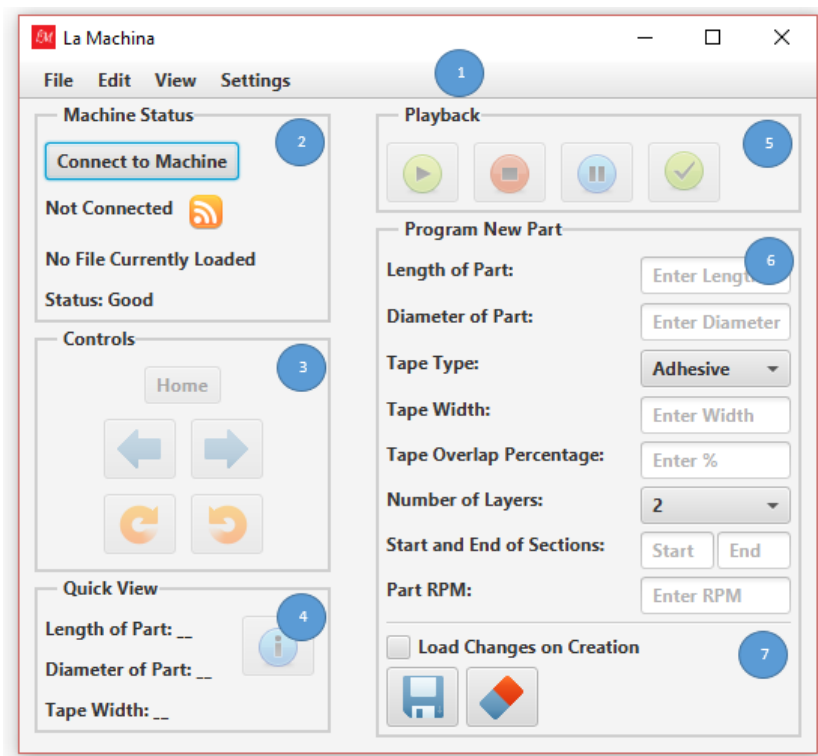 LM La Machina
File Edit View Settings
1
Machine Status
2
Connect to Machine
Not Connected
No File Currently Loaded
Status: Good
Controls
3
Home
Quick View
4
Length of Part: __
i
Diameter of Part: __
Tape Width: __
Playback
5
Program New Part
6
Length of Part: Enter Length
Diameter of Part: Enter Diameter
Tape Type: Adhesive
Tape Width: Enter Width
Tape Overlap Percentage: Enter %
Number of Layers: 2
Start and End of Sections: Start End
Part RPM: Enter RPM
Load Changes on Creation
7